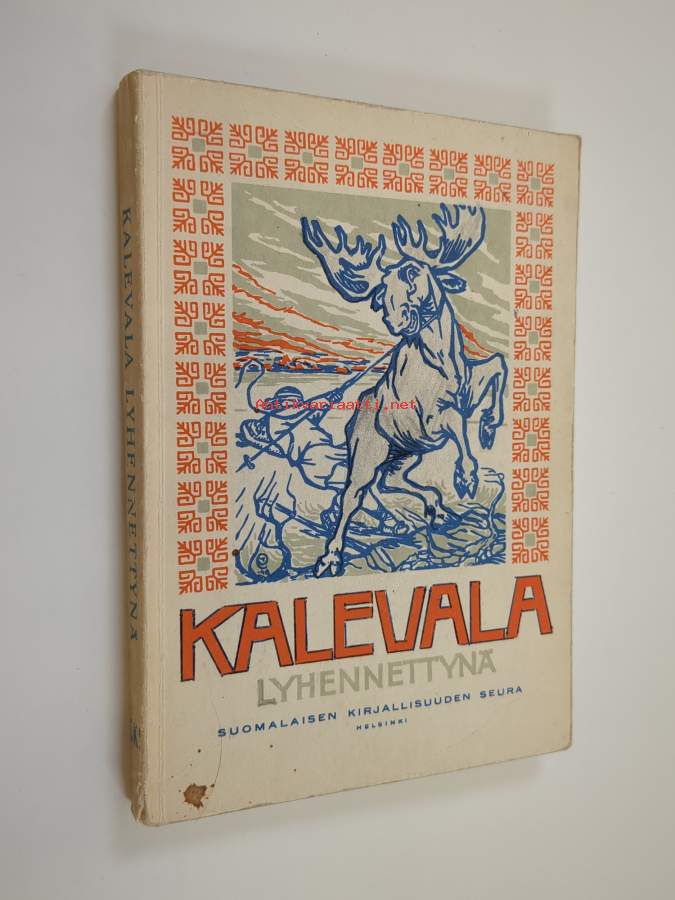 KALEVALA LYHENNETTYNÄ
Antikvariaatti.net
KALEVALA
LYHENNETTYNÄ
SUOMALAISEN KIRJALLISUUDEN SEURA
HELSINKI